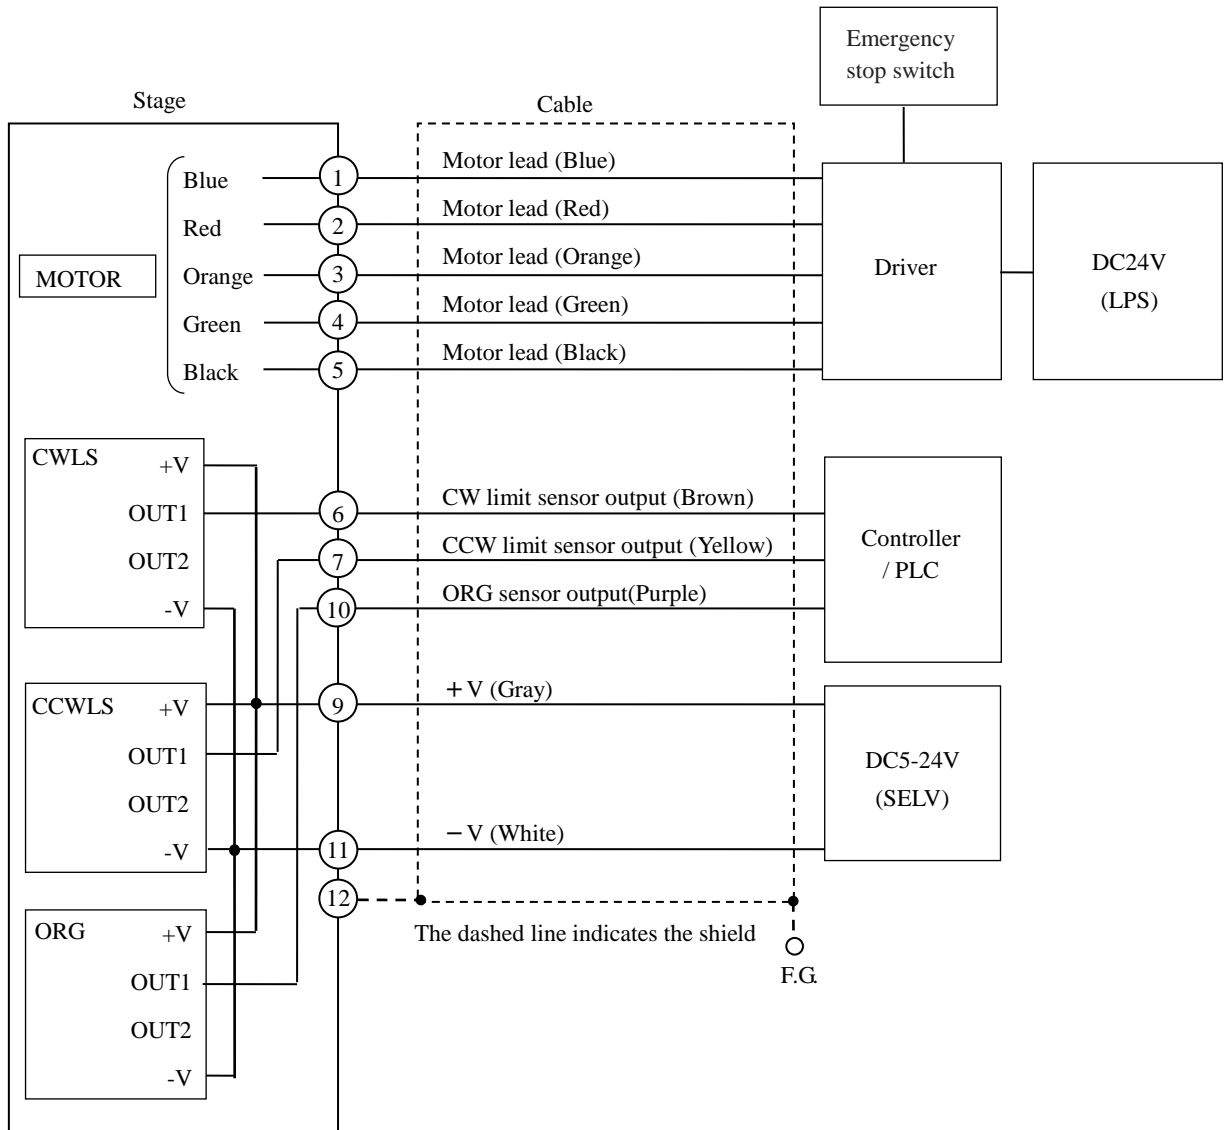 Emergency
stop switch
Stage
Cable
Blue
1
Motor lead (Blue)
Red
2
Motor lead (Red)
MOTOR
Orange
3
Motor lead (Orange)
Driver
DC24V
(LPS)
Green
4
Motor lead (Green)
Black
5
Motor lead (Black)
CWLS
+V
OUT1
OUT2
-V
6
CW limit sensor output (Brown)
7
CCW limit sensor output (Yellow)
10
ORG sensor output(Purple)
Controller
/ PLC
CCWLS
+V
OUT1
OUT2
-V
9
+V (Gray)
DC5-24V
(SELV)
11
−V (White)
12
The dashed line indicates the shield
F.G.
ORG
+V
OUT1
OUT2
-V